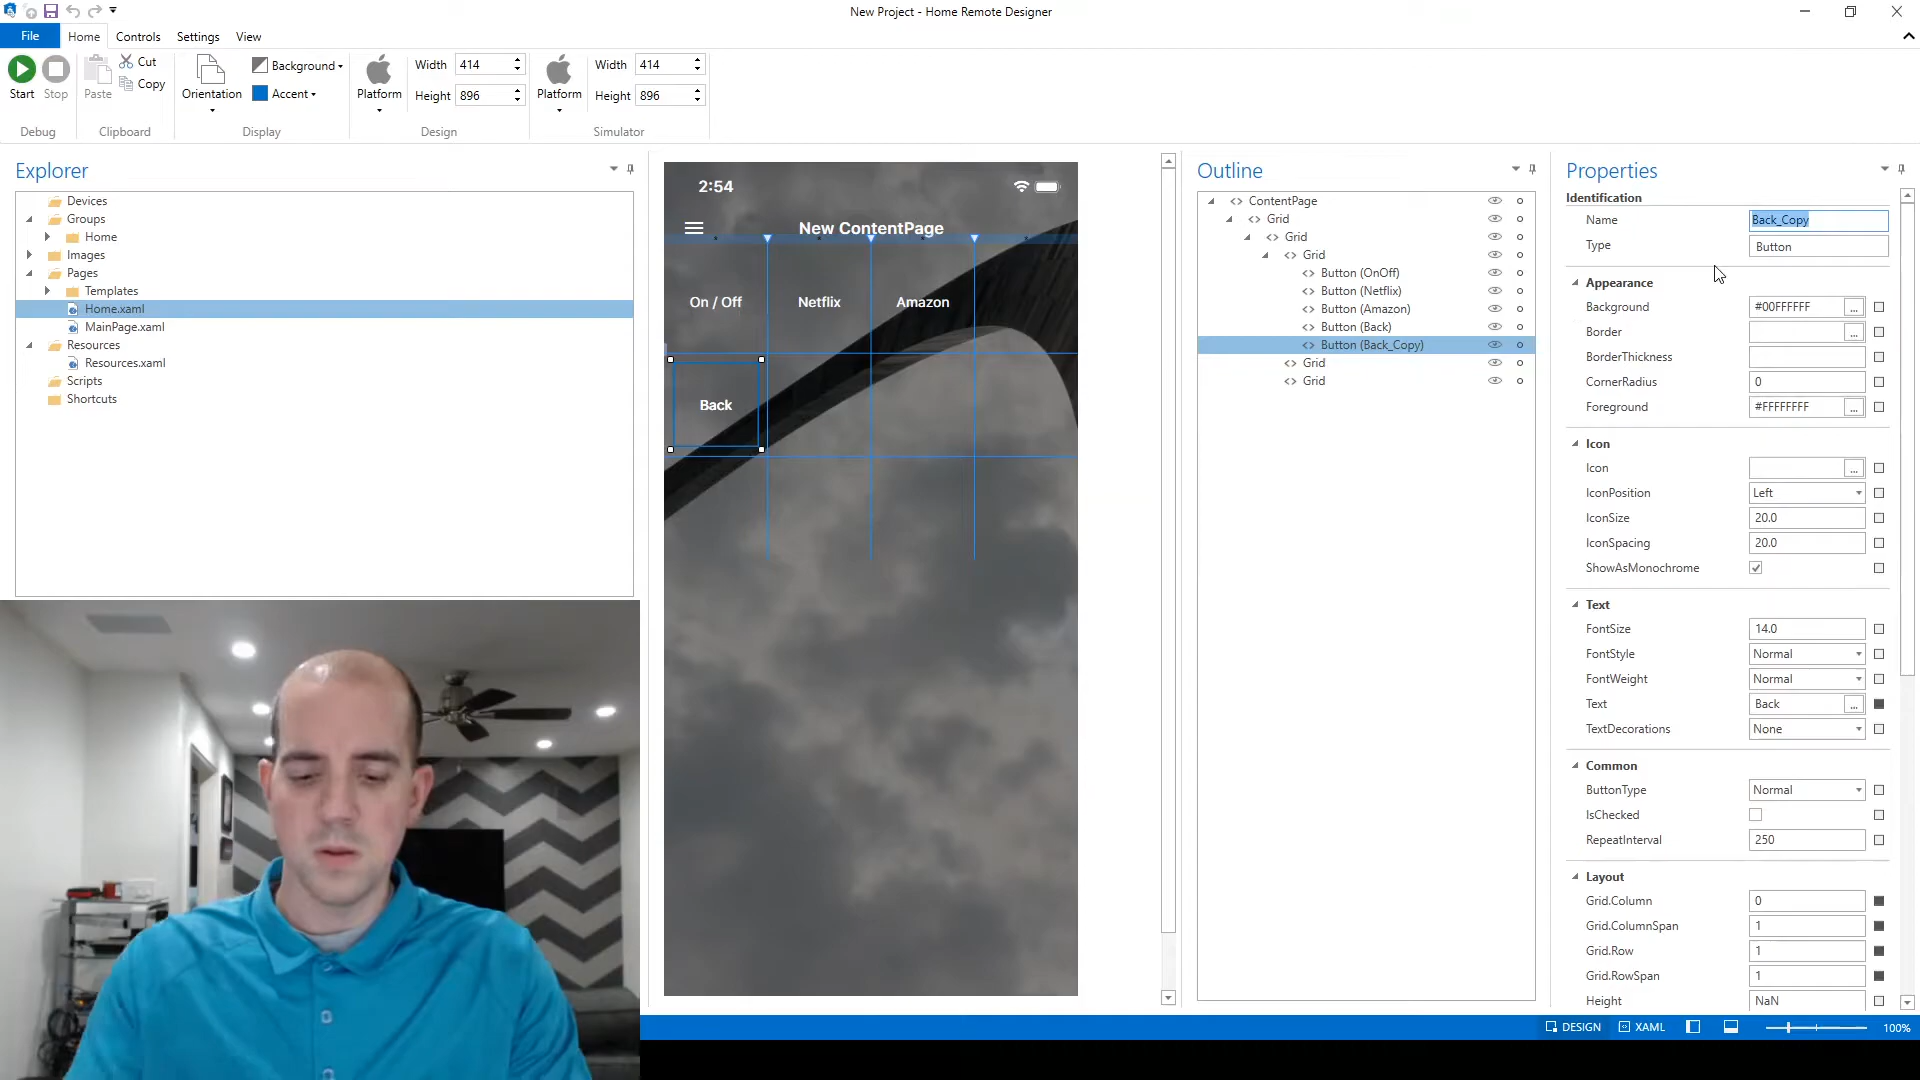 New Project - Home Remote Designer
File
Home
Controls
Settings
View
Start
Stop
Debug
Paste
Cut
Copy
Clipboard
Orientation
Background
Accent
Display
Platform
Width 414
Height 896
Design
Platform
Width 414
Height 896
Simulator
Explorer
Devices
Groups
Home
Images
Pages
Templates
Home.xaml
MainPage.xaml
Resources
Resources.xaml
Scripts
Shortcuts
2:54
New ContentPage
On / Off
Netflix
Amazon
Back
Outline
<> ContentPage
<> Grid
<> Grid
<> Grid
<> Button (OnOff)
<> Button (Netflix)
<> Button (Amazon)
<> Button (Back)
<> Button (Back_Copy)
<> Grid
<> Grid
Properties
Identification
Name Back_Copy
Type Button
Appearance
Background #00FFFFFF ...
Border ...
BorderThickness
CornerRadius 0
Foreground #FFFFFFFF ...
Icon
Icon ...
IconPosition Left
IconSize 20.0
IconSpacing 20.0
ShowAsMonochrome
Text
FontSize 14.0
FontStyle Normal
FontWeight Normal
Text Back ...
TextDecorations None
Common
ButtonType Normal
IsChecked
RepeatInterval 250
Layout
Grid.Column 0
Grid.ColumnSpan 1
Grid.Row 1
Grid.RowSpan 1
Height NaN
DESIGN
XAML
100%